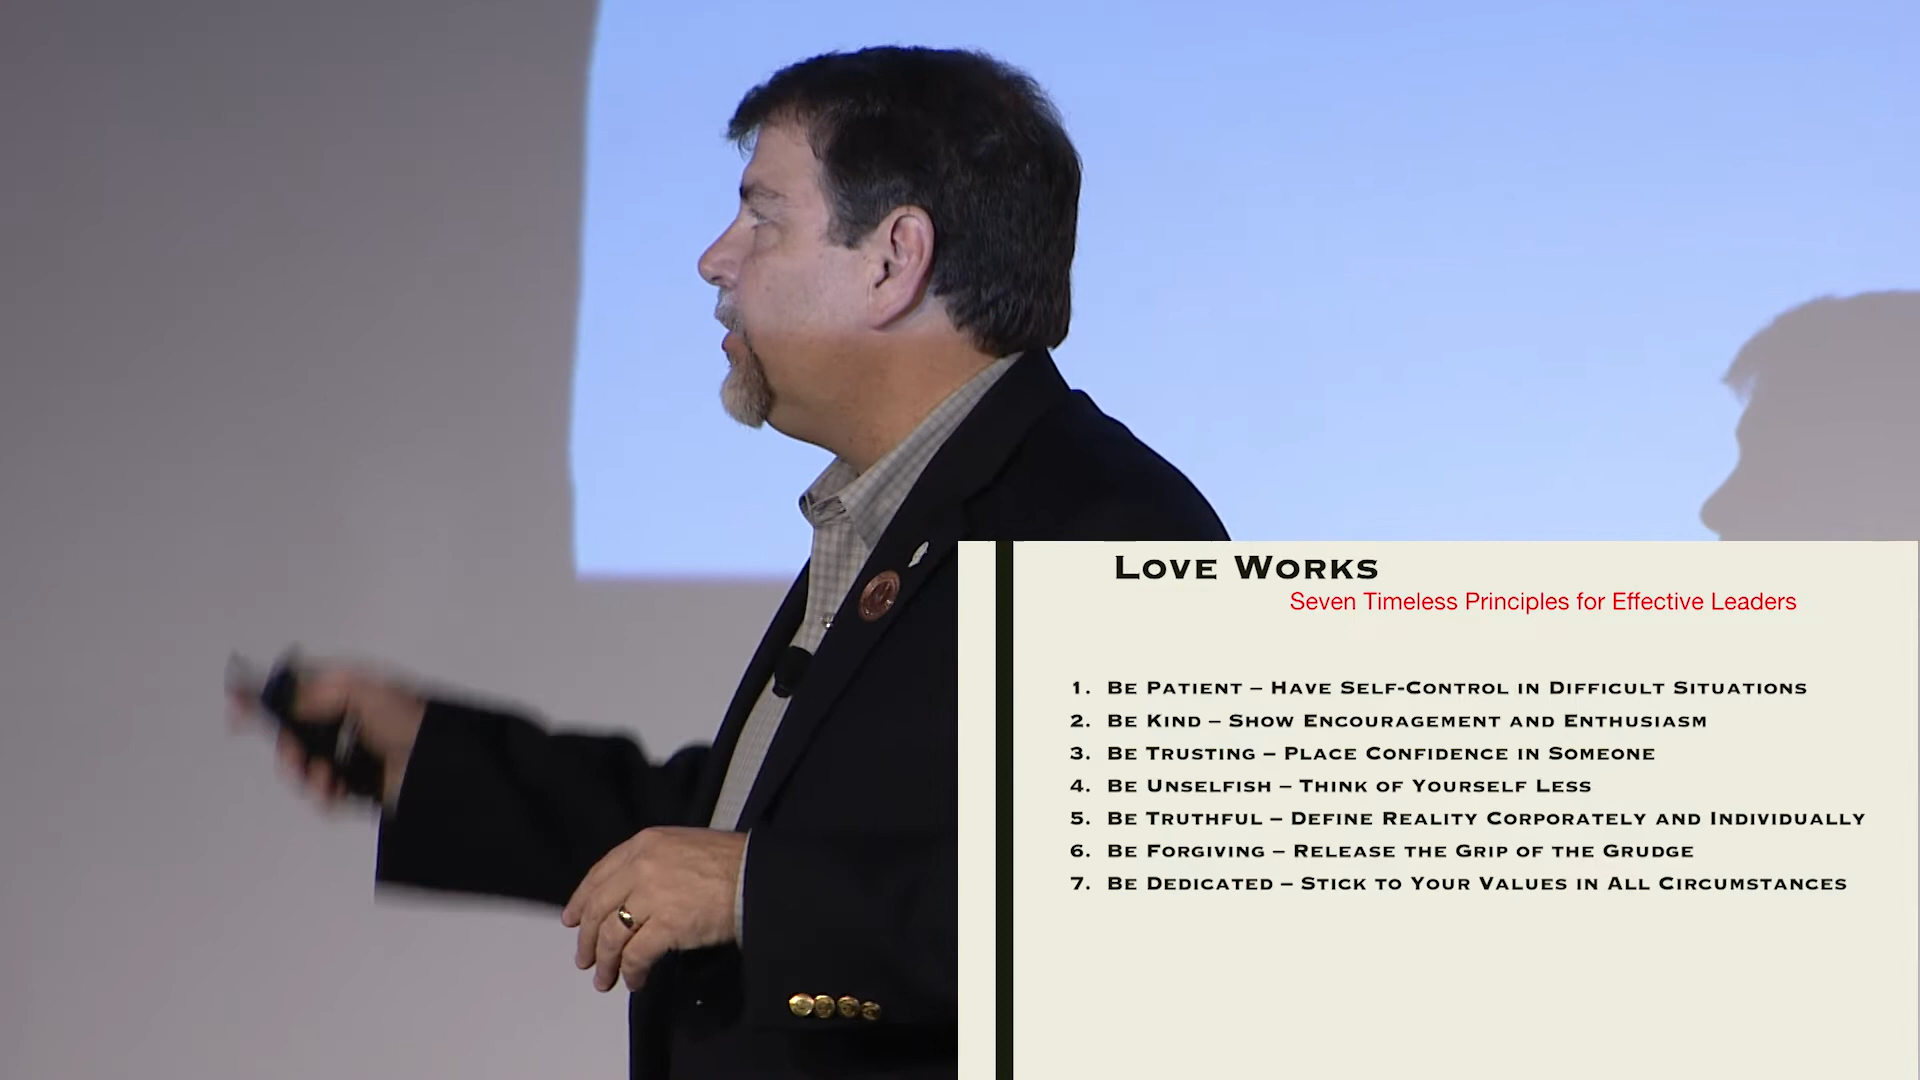 Love Works
Seven Timeless Principles for Effective Leaders
1. Be Patient – Have Self-Control in Difficult Situations
2. Be Kind – Show Encouragement and Enthusiasm
3. Be Trusting – Place Confidence in Someone
4. Be Unselfish – Think of Yourself Less
5. Be Truthful – Define Reality Corporately and Individually
6. Be Forgiving – Release the Grip of the Grudge
7. Be Dedicated – Stick to Your Values in All Circumstances